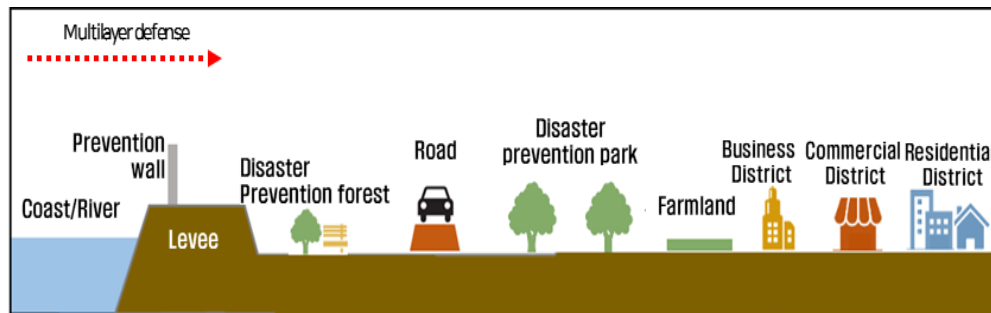 Multilayer defense
Prevention
wall
Disaster
Prevention forest
Road
Disaster
prevention park
Business
District
Commercial
District
Residentia
District
Coast/River
Levee
Farmland